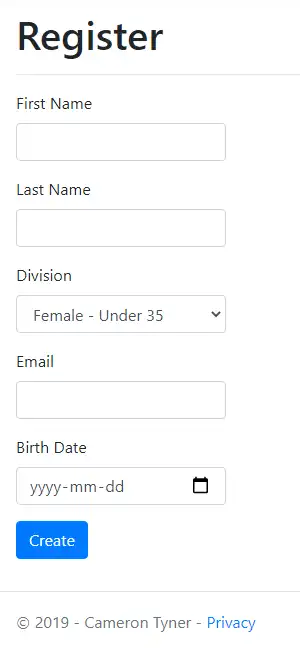 Register
First Name
Last Name
Division
Female - Under 35
Email
Birth Date
yyyy-mm-dd
Create
© 2019 - Cameron Tyner - Privacy